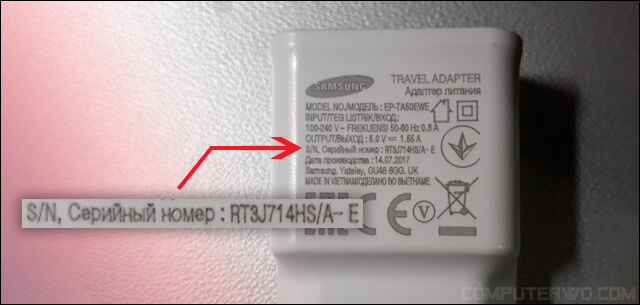 SAMSUNG
TRAVEL ADAPTER
Адаптер питания
MODEL NO./МОДЕЛЬ : EP-TA50EWE
INPUT/TEG LISTRIK/ВХОД :
100-240 V~ FREKUENSI 50-60 Hz 0.3 A
OUTPUT/ВЫХОД : 5.0 V⎓ 1.55 A
S/N, Серийный номер : RT3J714HS/A- E
Дата производства : 14.07.2017
Samsung. Yateley, GU46 6GG, UK
MADE IN VIETNAM/СДЕЛАНО ВО ВЬЕТНАМЕ
S/N, Серийный номер : RT3J714HS/A- E
EAC
CE
V
COMPUTERWD.COM